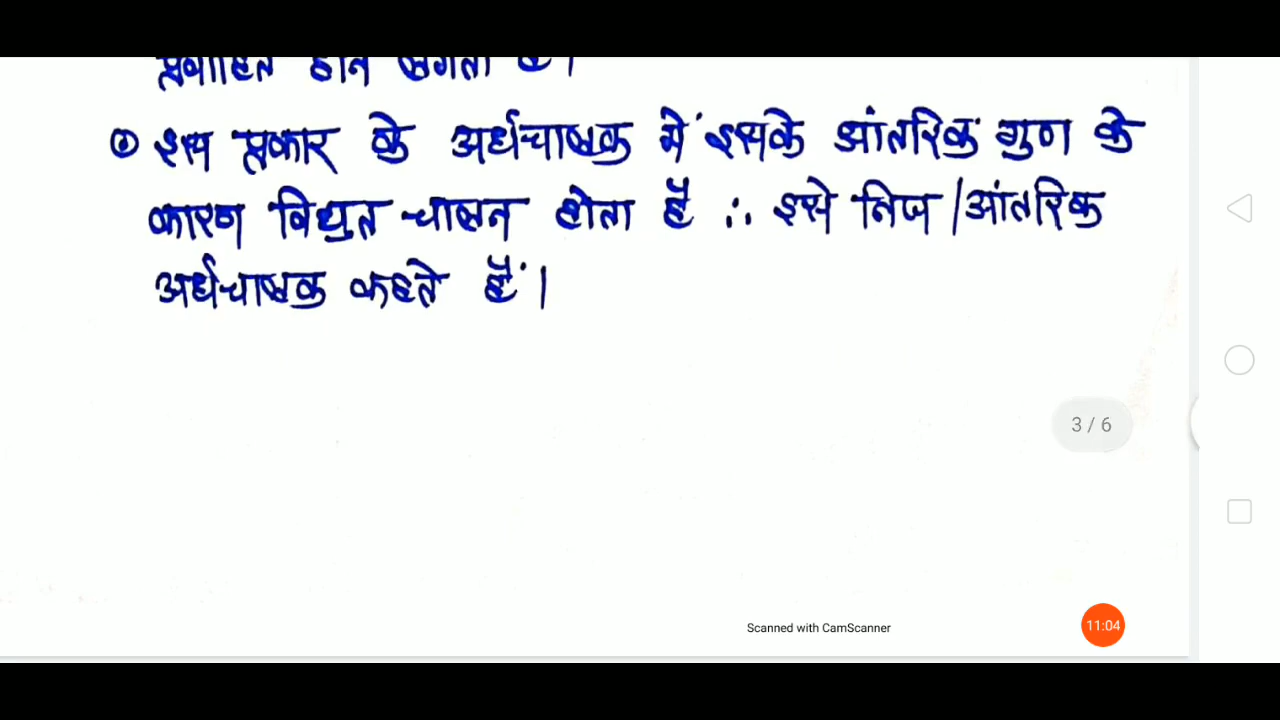 प्रवाहित होने लगती है।
इस प्रकार के अर्धचालक में इसके आंतरिक गुण के
कारण विद्युत चालन होता है ∴ इसे निज/आंतरिक
अर्धचालक कहते हैं।
3 / 6
Scanned with CamScanner
11:04